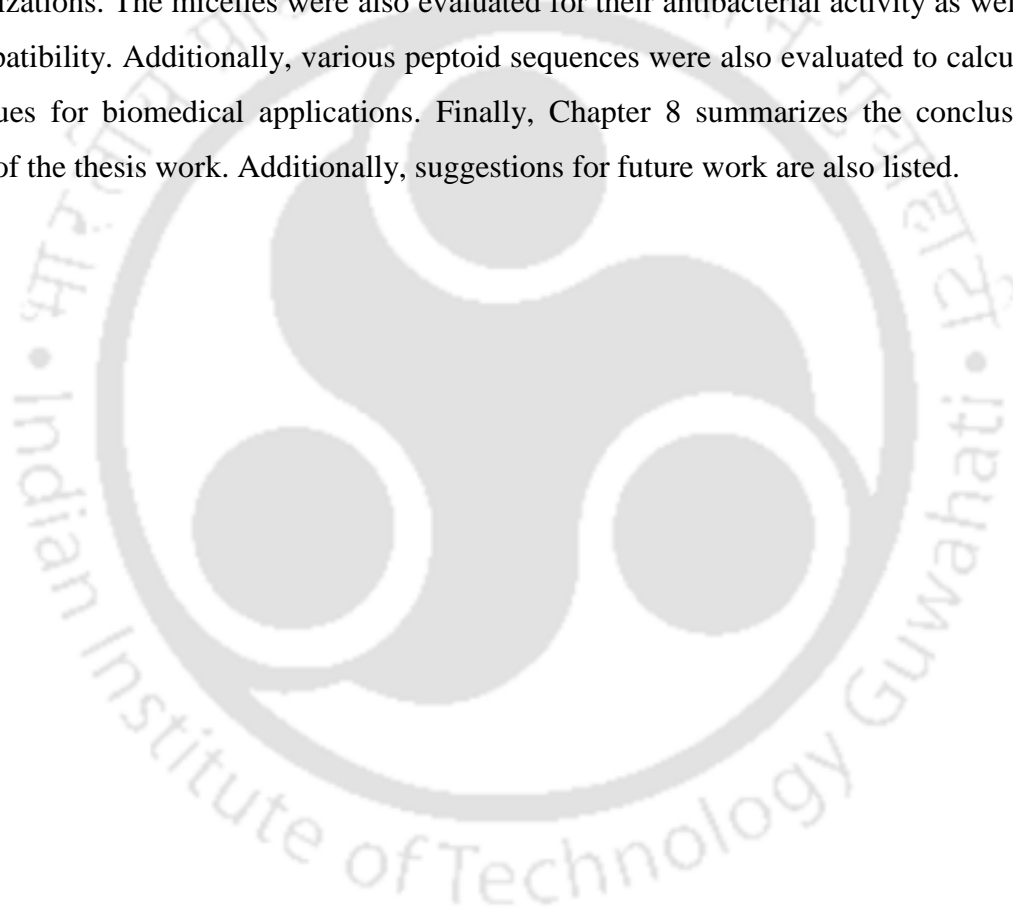 izations. The micelles were also evaluated for their antibacterial activity as wel
patibility. Additionally, various peptoid sequences were also evaluated to calcu
ues for biomedical applications. Finally, Chapter 8 summarizes the conclus
of the thesis work. Additionally, suggestions for future work are also listed.
Indian Institute of Technology Guwahati